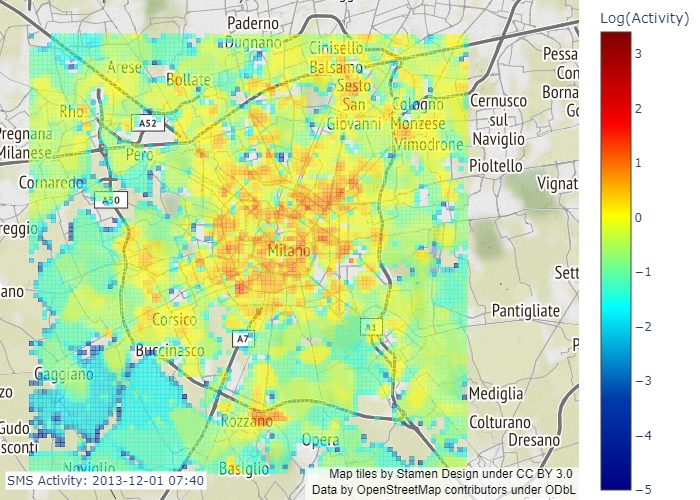 Log(Activity)
Paderno
Dugnano
Cinisello
Balsamo
Arese
Bollate
Sesto
San
Giovanni
Cologno
Monzese
Vimodrone
Cernusco
sul
Naviglio
Pessa
Con
Borna
Go
Rho
A52
Pregnana
Milanese
Pero
Pioltello
Cornaredo
A50
Vignat
reggio
Milano
Sett
ano
Corsico
A7
A1
Pantigliate
P
Buccinasco
Gaggiano
zo
Mediglia
Gudo
sconti
Rozzano
Opera
Colturano
Dresano
Noviglio
Basiglio
SMS Activity: 2013-12-01 07:40
Map tiles by Stamen Design under CC BY 3.0
Data by OpenStreetMap contributors under ODbL
3
2
1
0
−1
−2
−3
−4
−5